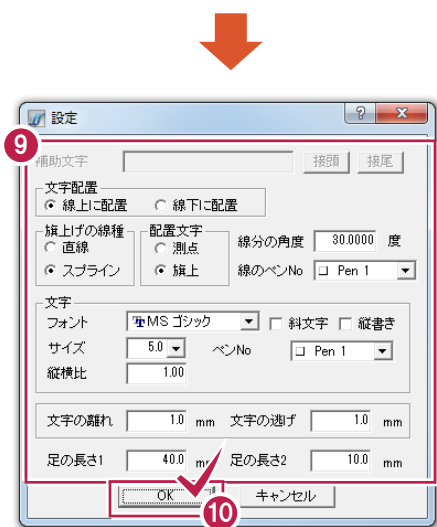 設定
9
補助文字 接頭 接尾
文字配置
線上に配置 線下に配置
旗上げの線種 配置文字
直線 測点 線分の角度 30.0000 度
スプライン 旗上 線のペンNo Pen 1
文字
フォント MS ゴシック 斜文字 縦書き
サイズ 5.0 ペンNo Pen 1
縦横比 1.00
文字の離れ 1.0 mm 文字の逃げ 1.0 mm
足の長さ1 40.0 mm 足の長さ2 10.0 mm
OK キャンセル
10